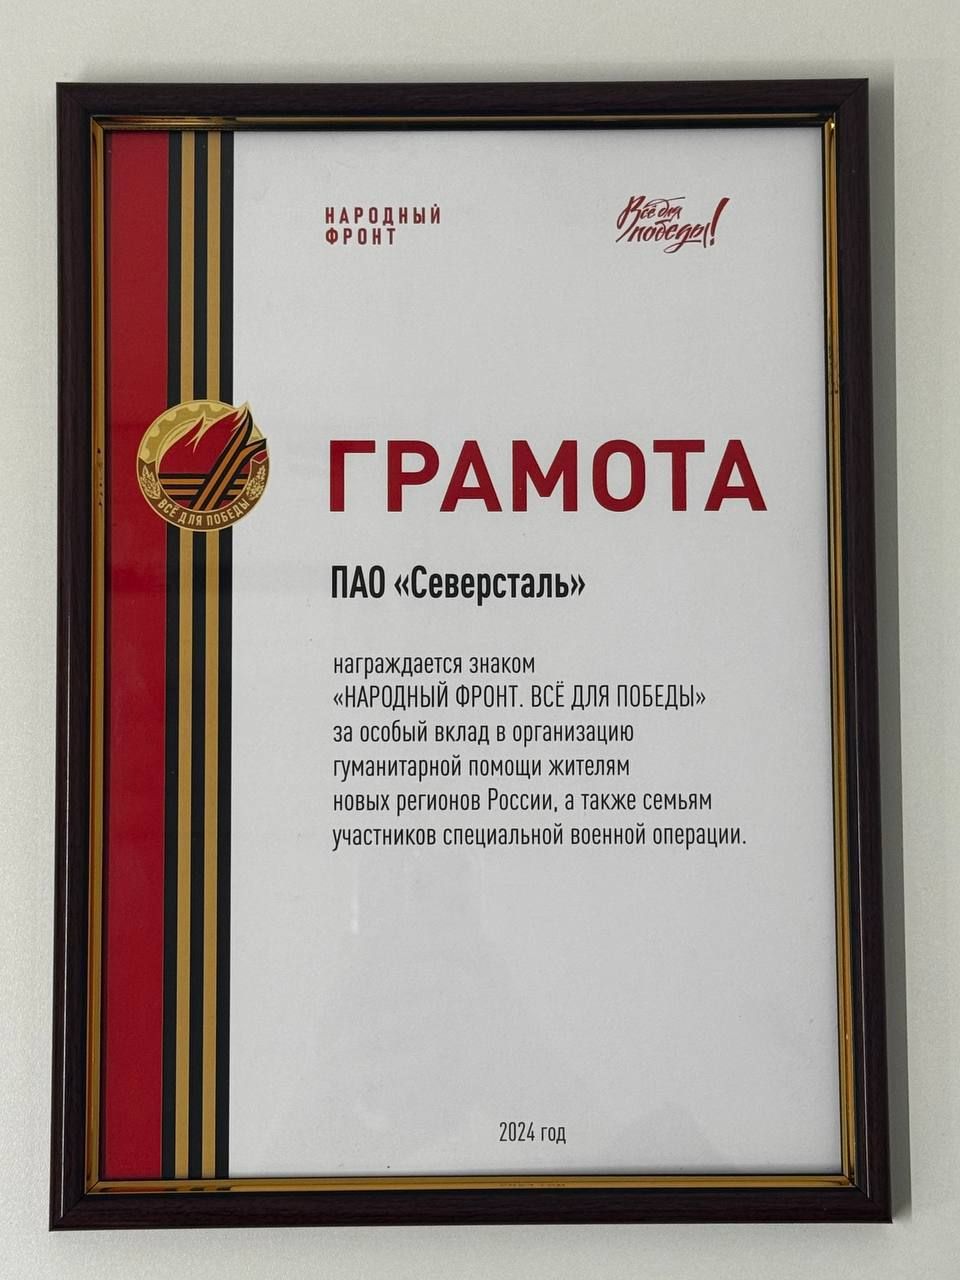 НАРОДНЫЙ
ФРОНТ
Всё для
победы!
ГРАМОТА
ВСЁ ДЛЯ ПОБЕДЫ
ПАО «Северсталь»
награждается знаком
«НАРОДНЫЙ ФРОНТ. ВСЁ ДЛЯ ПОБЕДЫ»
за особый вклад в организацию
гуманитарной помощи жителям
новых регионов России, а также семьям
участников специальной военной операции.
2024 год